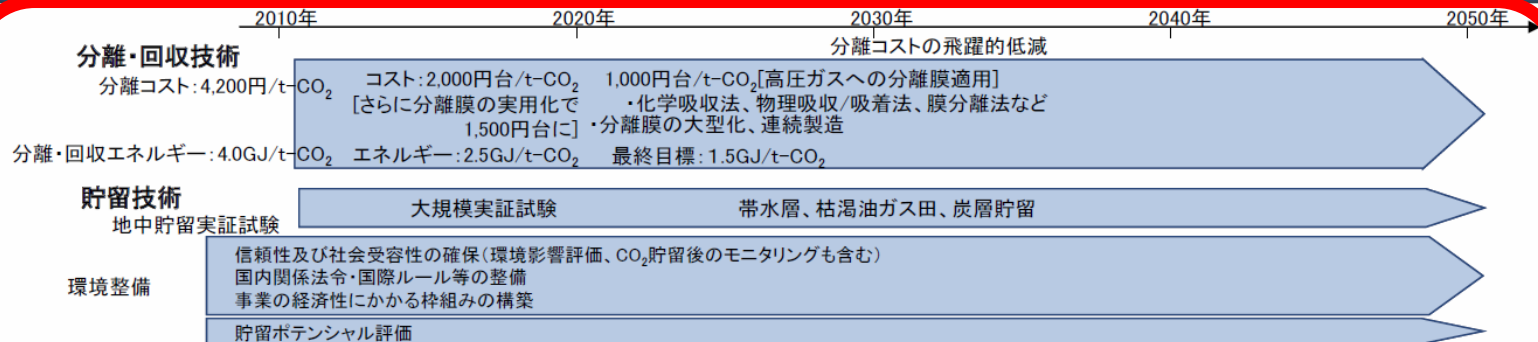 2010年 2020年 2030年 2040年 2050年
分離コストの飛躍的低減
分離・回収技術
分離コスト：4,200円/t-CO2 コスト：2,000円台/t-CO2 1,000円台/t-CO2[高圧ガスへの分離膜適用]
[さらに分離膜の実用化で ・化学吸収法、物理吸収/吸着法、膜分離法など
1,500円台に] ・分離膜の大型化、連続製造
分離・回収エネルギー：4.0GJ/t-CO2 エネルギー：2.5GJ/t-CO2 最終目標：1.5GJ/t-CO2
貯留技術
大規模実証試験 帯水層、枯渇油ガス田、炭層貯留
地中貯留実証試験
信頼性及び社会受容性の確保（環境影響評価、CO2貯留後のモニタリングも含む）
国内関係法令・国際ルール等の整備
環境整備
事業の経済性にかかる枠組みの構築
貯留ポテンシャル評価